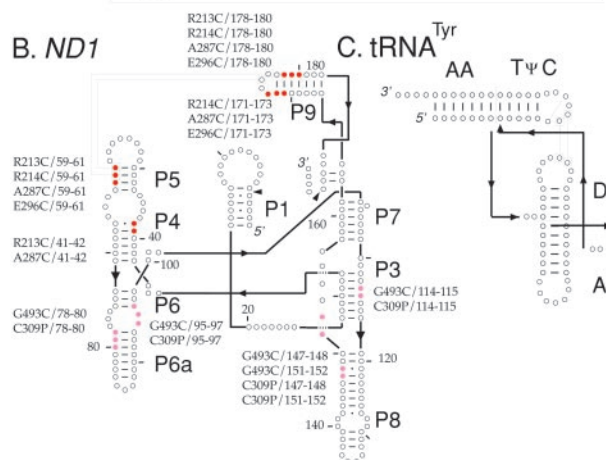 B. ND1
R213C/178-180
R214C/178-180
A287C/178-180
E296C/178-180
180
C. tRNA^Tyr
R214C/171-173
A287C/171-173
E296C/171-173
P9
AA
TΨC
3'
5'
R213C/59-61
R214C/59-61
A287C/59-61
E296C/59-61
P5
3'
P1
5'
P4
40
160
P7
D
R213C/41-42
A287C/41-42
100
P3
A
P6
G493C/78-80
C309P/78-80
G493C/95-97
C309P/95-97
20
G493C/114-115
C309P/114-115
80
P6a
G493C/147-148
G493C/151-152
C309P/147-148
C309P/151-152
120
140
P8